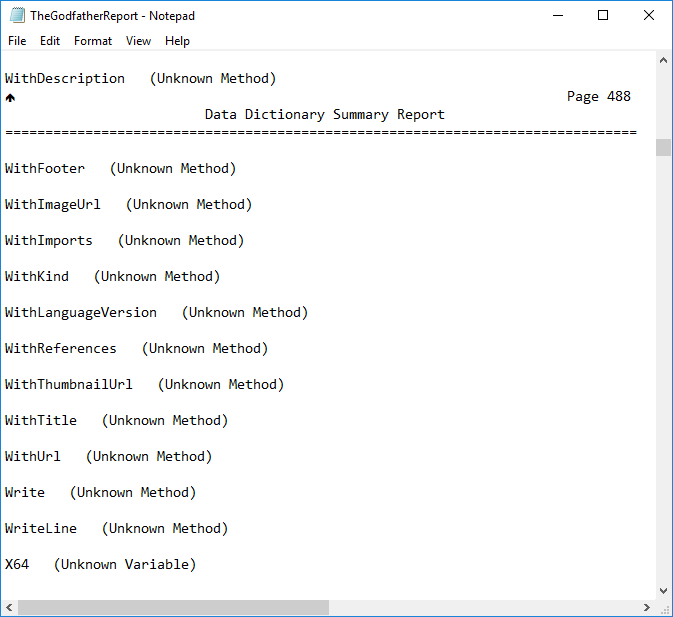 TheGodfatherReport - Notepad
File Edit Format View Help
WithDescription   (Unknown Method)
Page 488
Data Dictionary Summary Report
===============================================================================
WithFooter   (Unknown Method)
WithImageUrl   (Unknown Method)
WithImports   (Unknown Method)
WithKind   (Unknown Method)
WithLanguageVersion   (Unknown Method)
WithReferences   (Unknown Method)
WithThumbnailUrl   (Unknown Method)
WithTitle   (Unknown Method)
WithUrl   (Unknown Method)
Write   (Unknown Method)
WriteLine   (Unknown Method)
X64   (Unknown Variable)